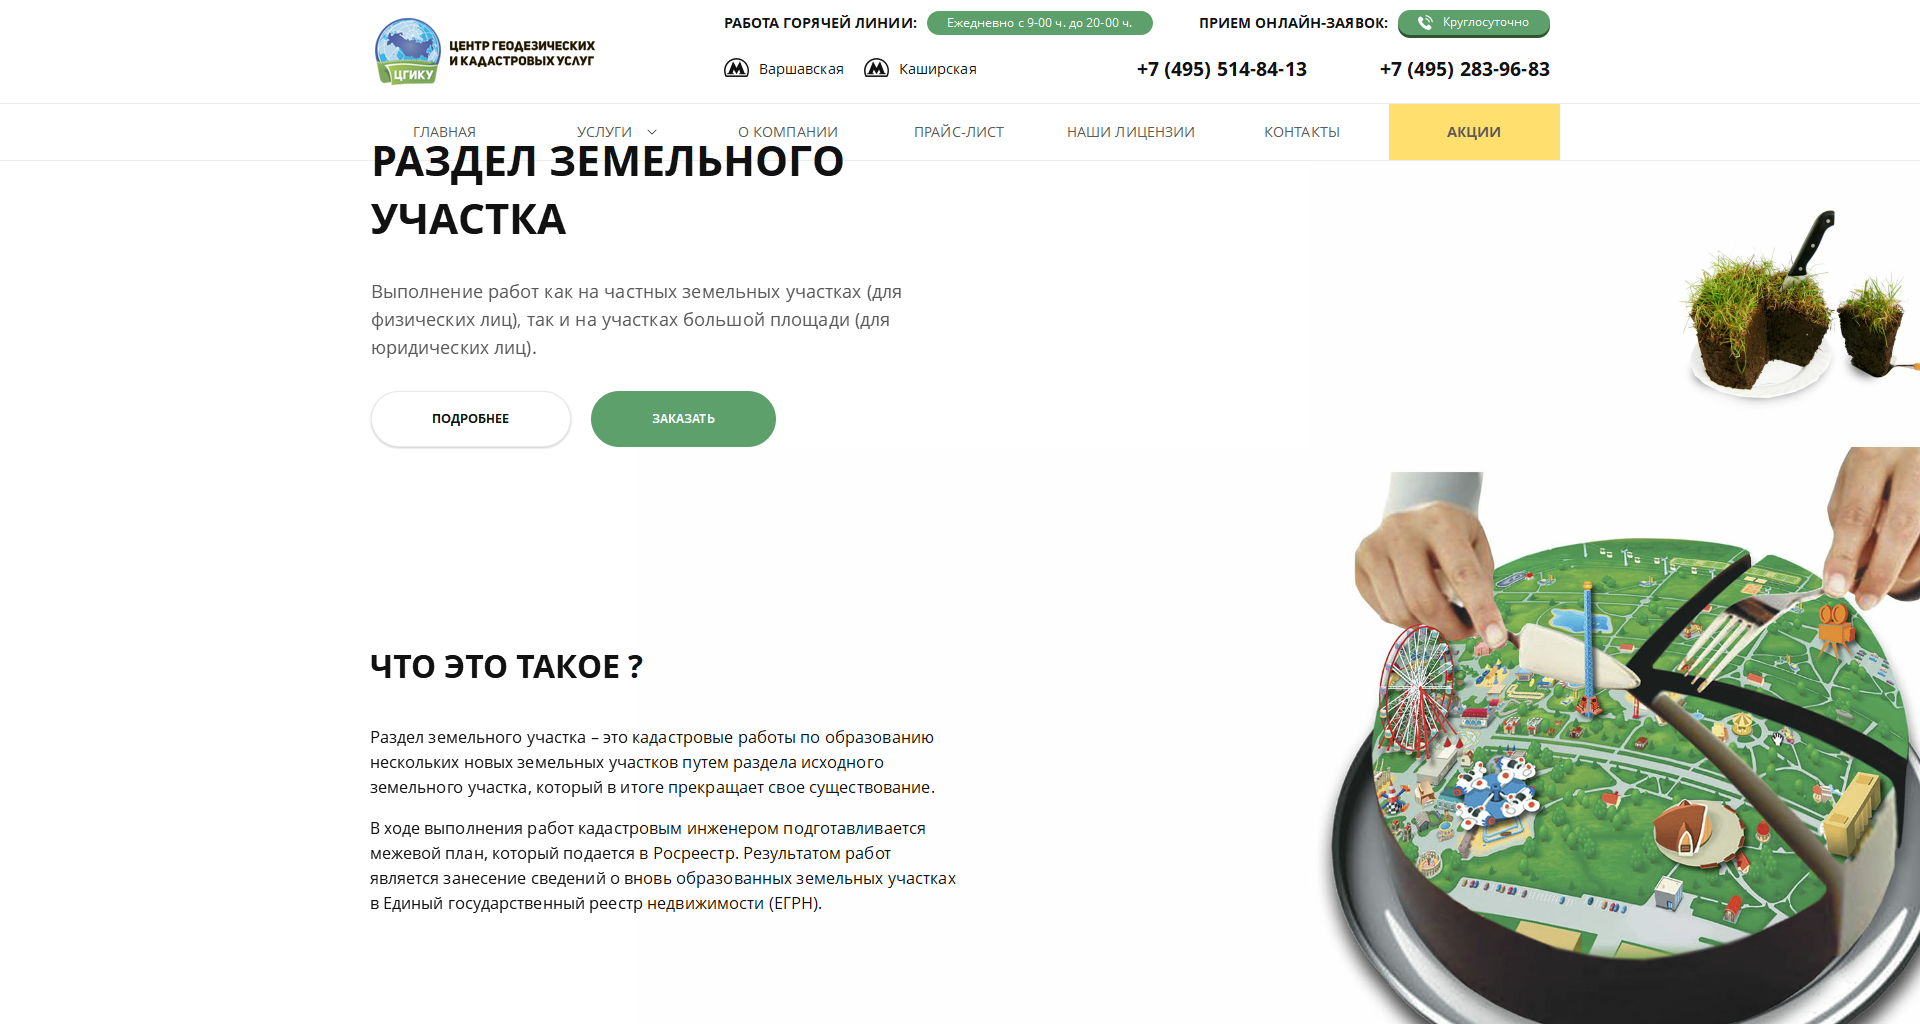 РАБОТА ГОРЯЧЕЙ ЛИНИИ: Ежедневно с 9-00 ч. до 20-00 ч. ПРИЕМ ОНЛАЙН-ЗАЯВОК: Круглосуточно
ЦЕНТР ГЕОДЕЗИЧЕСКИХ
И КАДАСТРОВЫХ УСЛУГ
ЦГИКУ
Варшавская Каширская +7 (495) 514-84-13 +7 (495) 283-96-83
ГЛАВНАЯ УСЛУГИ О КОМПАНИИ ПРАЙС-ЛИСТ НАШИ ЛИЦЕНЗИИ КОНТАКТЫ АКЦИИ
РАЗДЕЛ ЗЕМЕЛЬНОГО
УЧАСТКА
Выполнение работ как на частных земельных участках (для
физических лиц), так и на участках большой площади (для
юридических лиц).
ПОДРОБНЕЕ ЗАКАЗАТЬ
ЧТО ЭТО ТАКОЕ ?
Раздел земельного участка – это кадастровые работы по образованию
нескольких новых земельных участков путем раздела исходного
земельного участка, который в итоге прекращает свое существование.
В ходе выполнения работ кадастровым инженером подготавливается
межевой план, который подается в Росреестр. Результатом работ
является занесение сведений о вновь образованных земельных участках
в Единый государственный реестр недвижимости (ЕГРН).